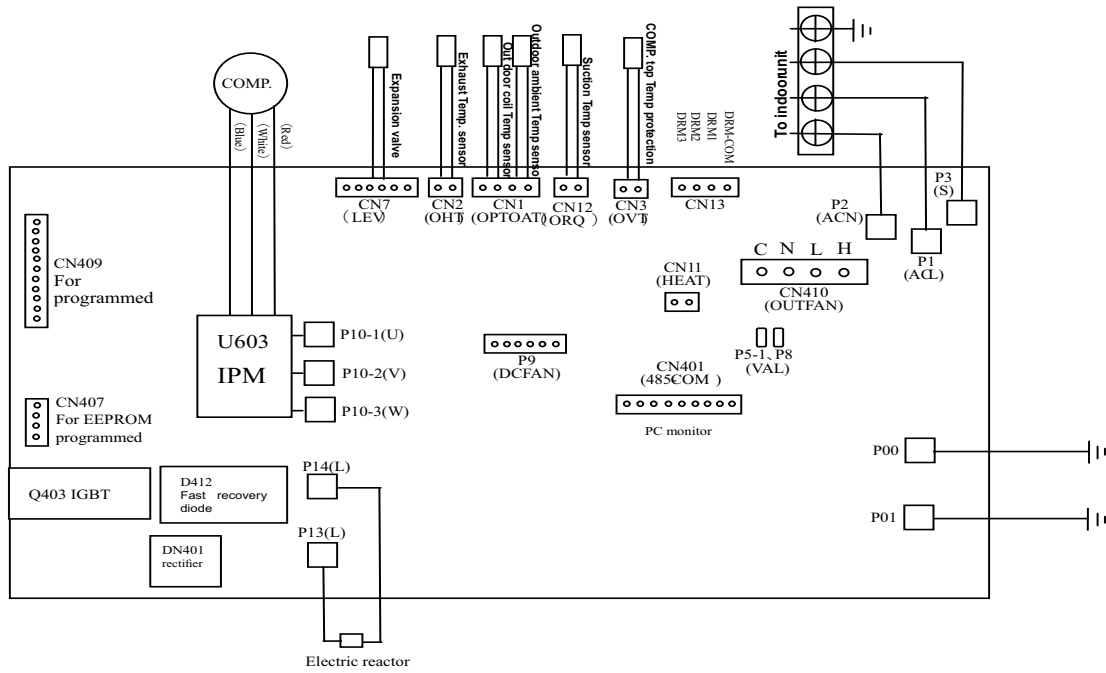 COMP.
(Blue)
(White)
(Red)
Expansion valve
Exhaust Temp. sensor
Out door coil Temp sensor
Outdoor ambient Temp sensor
Suction Temp sensor
COMP. top Temp protection
DRM3
DRM2
DRM1
DRM-COM
To indoorunit
CN7
(LEV)
CN2
(OHT)
CN1
(OPTOAT)
CN12
(ORQ )
CN3
(OVT)
CN13
P2
(ACN)
P3
(S)
P1
(ACL)
CN409
For
programmed
C N L H
CN410
(OUTFAN)
CN11
(HEAT)
U603
IPM
P10-1(U)
P10-2(V)
P10-3(W)
P9
(DCFAN)
P5-1、P8
(VAL)
CN401
(485COM )
PC monitor
CN407
For EEPROM
programmed
P00
P01
Q403 IGBT
D412
Fast recovery
diode
P14(L)
P13(L)
DN401
rectifier
Electric reactor